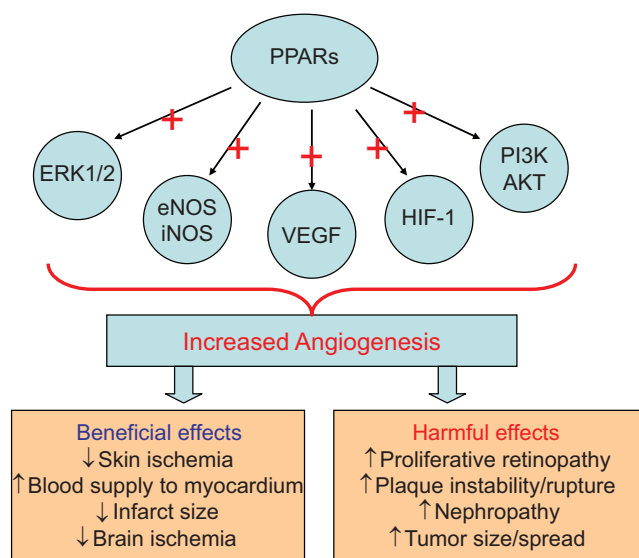 PPARs
ERK1/2
eNOS
iNOS
VEGF
HIF-1
PI3K
AKT
Increased Angiogenesis
Beneficial effects
↓Skin ischemia
↑Blood supply to myocardium
↓Infarct size
↓Brain ischemia
Harmful effects
↑Proliferative retinopathy
↑Plaque instability/rupture
↑Nephropathy
↑Tumor size/spread